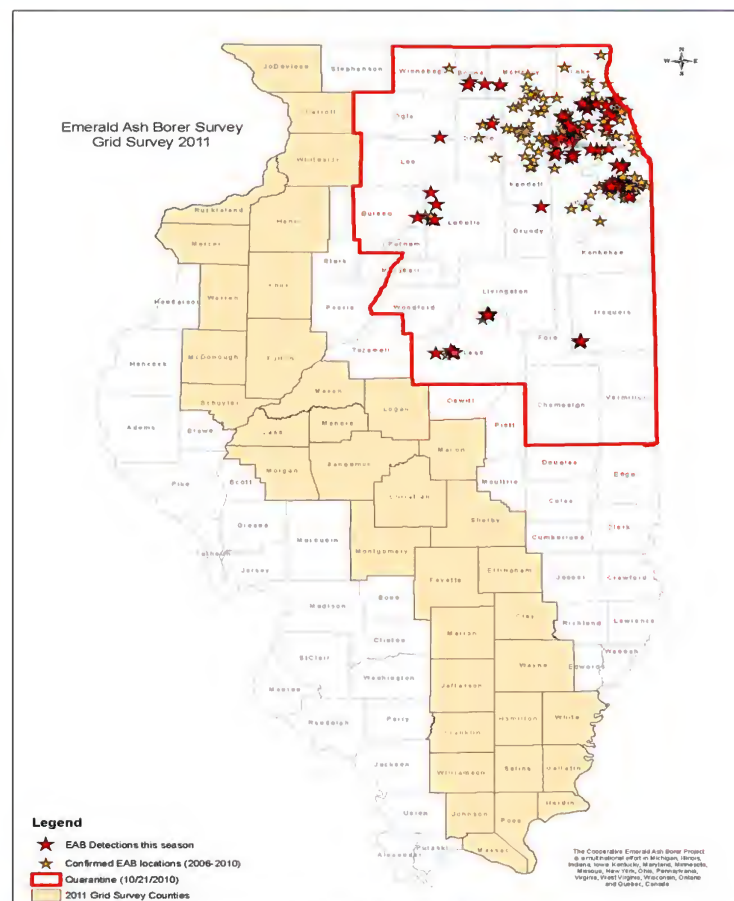 JoDaviess
Stephenson
Winnebago
Boone
McHenry
Lake
Emerald Ash Borer Survey
Grid Survey 2011
Carroll
Ogle
Whiteside
Lee
Kendall
Bureau
LaSalle
Grundy
Putnam
Kankakee
Henry
Mercer
Stark
Marshall
Knox
Livingston
Warren
Henderson
Peoria
Woodford
Iroquois
Ford
McDonough
Fulton
Tazewell
Hancock
Mason
Logan
Dewitt
Champaign
Vermilion
Schuyler
Adams
Brown
Cass
Menard
Piatt
Macon
Sangamon
Morgan
Douglas
Edgar
Pike
Scott
Christian
Moultrie
Coles
Shelby
Greene
Macoupin
Cumberland
Clark
Montgomery
Jersey
Effingham
Fayette
Jasper
Crawford
Bond
Madison
Clay
Richland
Lawrence
Marion
Clinton
Wayne
Edwards
Wabash
StClair
Washington
Jefferson
Monroe
Randolph
Perry
Hamilton
White
Franklin
Jackson
Williamson
Saline
Gallatin
Hardin
Union
Johnson
Pope
Pulaski
Massac
Alexander
N
W E
S
Legend
EAB Detections this season
Confirmed EAB locations (2006-2010)
Quarantine (10/21/2010)
2011 Grid Survey Counties
The Cooperative Emerald Ash Borer Project
is a multinational effort in Michigan, Illinois,
Indiana, Iowa, Kentucky, Maryland, Minnesota,
Missouri, New York, Ohio, Pennsylvania,
Virginia, West Virginia, Wisconsin, Ontario
and Quebec, Canada